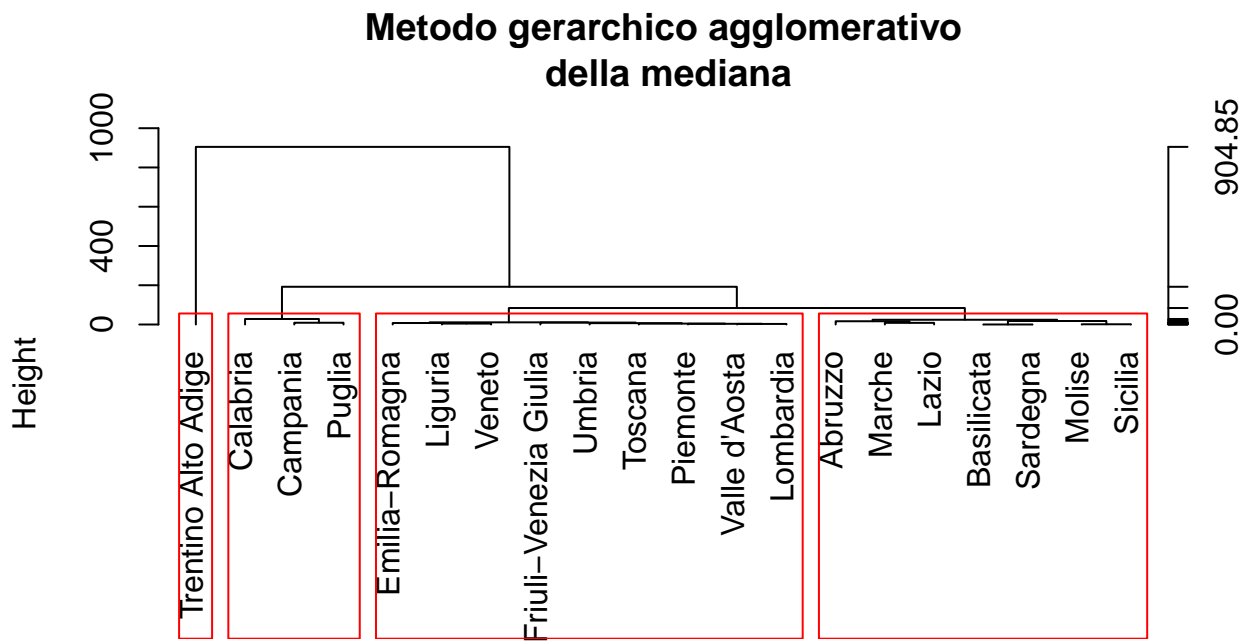 Metodo gerarchico agglomerativo
della mediana
Height
0
400
1000
0.00
904.85
Trentino Alto Adige
Calabria
Campania
Puglia
Emilia−Romagna
Liguria
Veneto
Friuli−Venezia Giulia
Umbria
Toscana
Piemonte
Valle d'Aosta
Lombardia
Abruzzo
Marche
Lazio
Basilicata
Sardegna
Molise
Sicilia